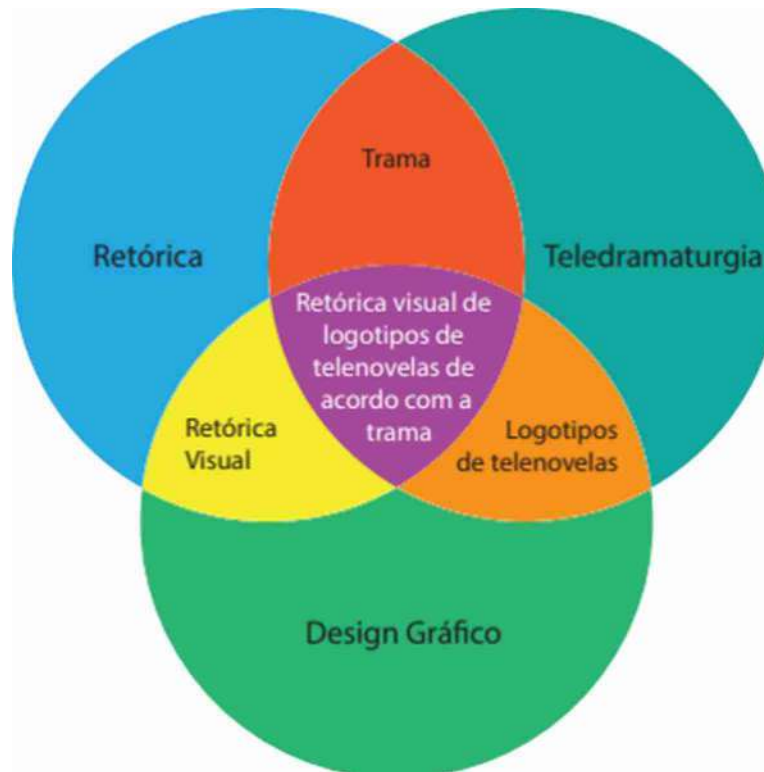 Trama
Retórica
Teledramaturgia
Retórica visual de
logotipos de
telenovelas de
acordo com a
trama
Retórica
Visual
Logotipos
de telenovelas
Design Gráfico